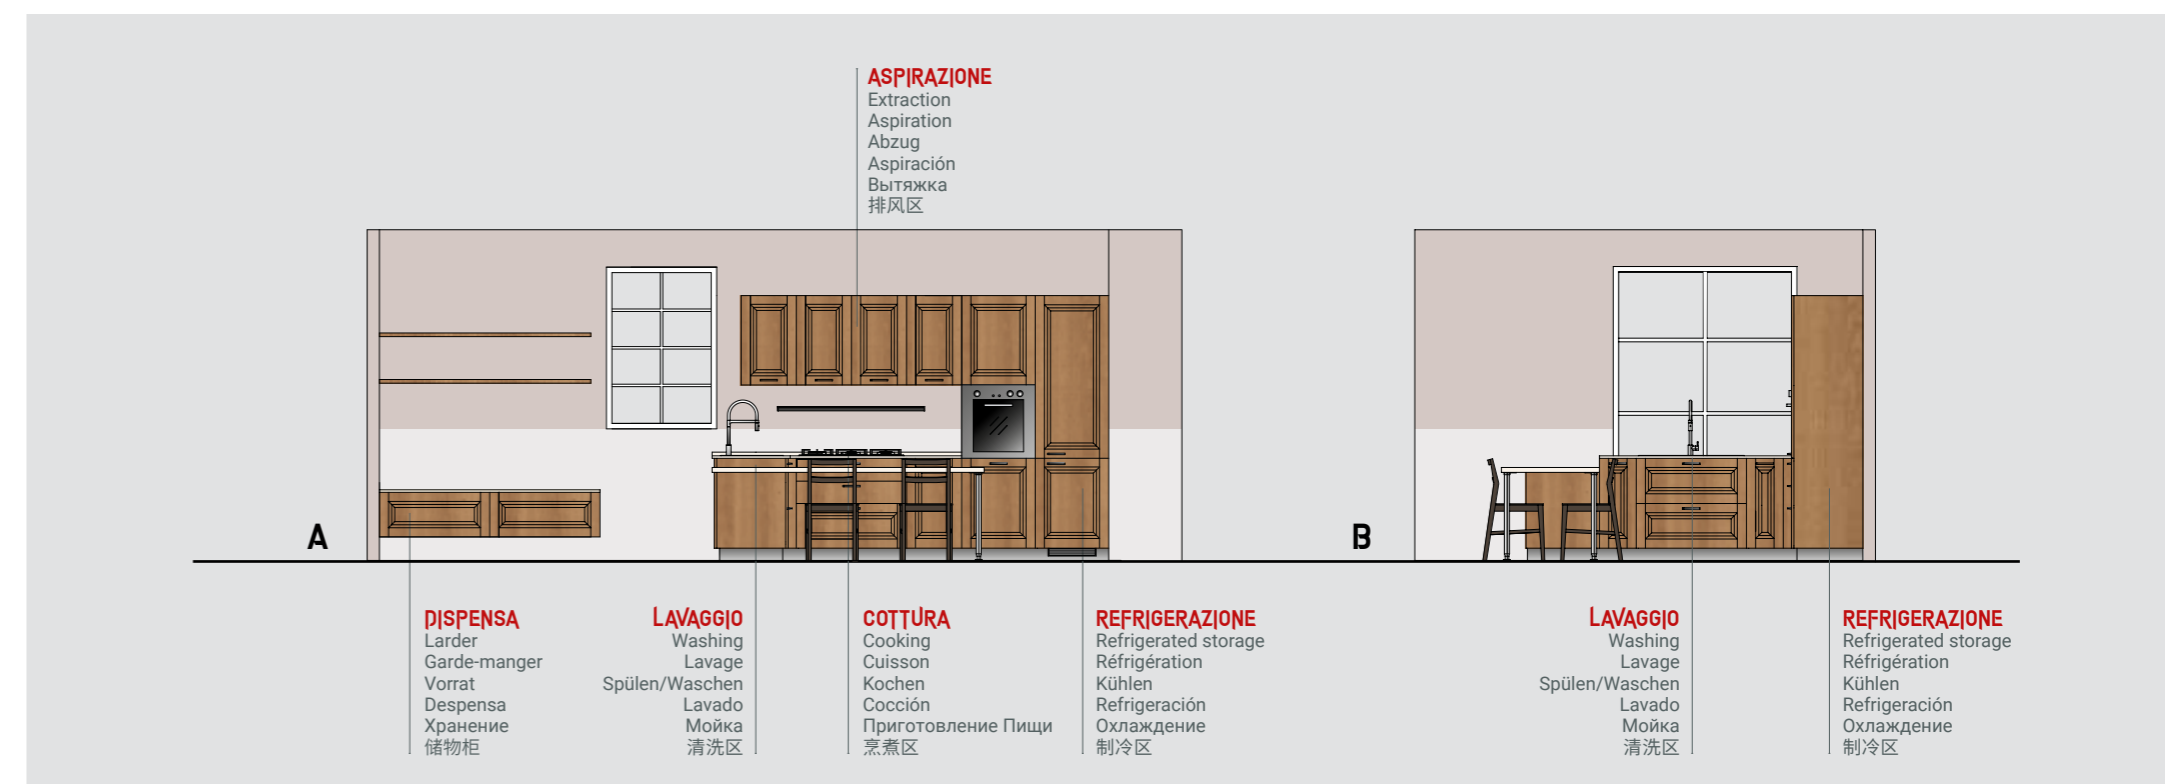 ASPIRAZIONE
Extraction
Aspiration
Abzug
Aspiración
Вытяжка
排风区
A
B
DISPENSA
Larder
Garde-manger
Vorrat
Despensa
Хранение
储物柜
LAVAGGIO
Washing
Lavage
Spülen/Waschen
Lavado
Мойка
清洗区
COTTURA
Cooking
Cuisson
Kochen
Cocción
Приготовление Пищи
烹煮区
REFRIGERAZIONE
Refrigerated storage
Réfrigération
Kühlen
Refrigeración
Охлаждение
制冷区
LAVAGGIO
Washing
Lavage
Spülen/Waschen
Lavado
Мойка
清洗区
REFRIGERAZIONE
Refrigerated storage
Réfrigération
Kühlen
Refrigeración
Охлаждение
制冷区